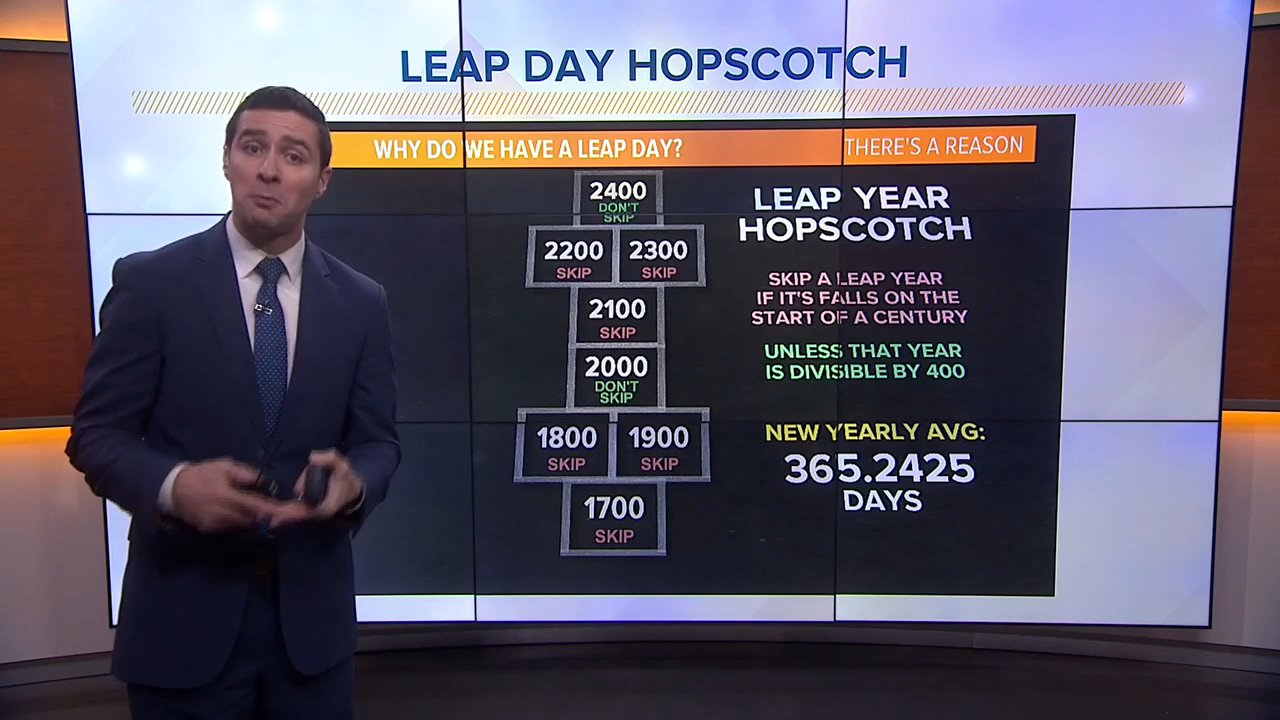 LEAP DAY HOPSCOTCH
WHY DO WE HAVE A LEAP DAY?
THERE'S A REASON
2400
DON'T
SKIP
2200
SKIP
2300
SKIP
2100
SKIP
2000
DON'T
SKIP
1800
SKIP
1900
SKIP
1700
SKIP
LEAP YEAR
HOPSCOTCH
SKIP A LEAP YEAR
IF IT'S FALLS ON THE
START OF A CENTURY
UNLESS THAT YEAR
IS DIVISIBLE BY 400
NEW YEARLY AVG:
365.2425
DAYS